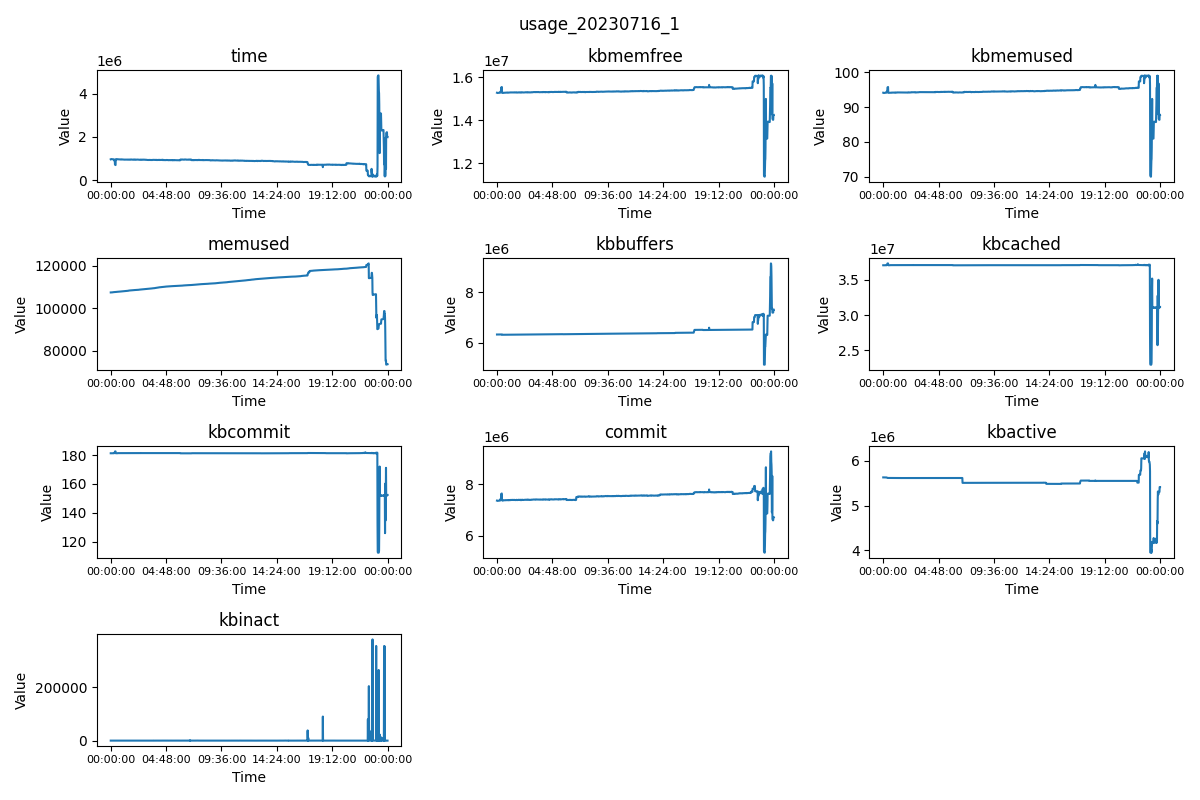 usage_20230716_1
time
1e6
Value
4
2
0
00:00:00 04:48:00 09:36:00 14:24:00 19:12:00 00:00:00
Time
kbmemfree
1e7
Value
1.6
1.4
1.2
00:00:00 04:48:00 09:36:00 14:24:00 19:12:00 00:00:00
Time
kbmemused
Value
100
90
80
70
00:00:00 04:48:00 09:36:00 14:24:00 19:12:00 00:00:00
Time
memused
Value
120000
100000
80000
00:00:00 04:48:00 09:36:00 14:24:00 19:12:00 00:00:00
Time
kbbuffers
1e6
Value
8
6
00:00:00 04:48:00 09:36:00 14:24:00 19:12:00 00:00:00
Time
kbcached
1e7
Value
3.5
3.0
2.5
00:00:00 04:48:00 09:36:00 14:24:00 19:12:00 00:00:00
Time
kbcommit
Value
180
160
140
120
00:00:00 04:48:00 09:36:00 14:24:00 19:12:00 00:00:00
Time
commit
1e6
Value
8
6
00:00:00 04:48:00 09:36:00 14:24:00 19:12:00 00:00:00
Time
kbactive
1e6
Value
6
5
4
00:00:00 04:48:00 09:36:00 14:24:00 19:12:00 00:00:00
Time
kbinact
Value
200000
0
00:00:00 04:48:00 09:36:00 14:24:00 19:12:00 00:00:00
Time